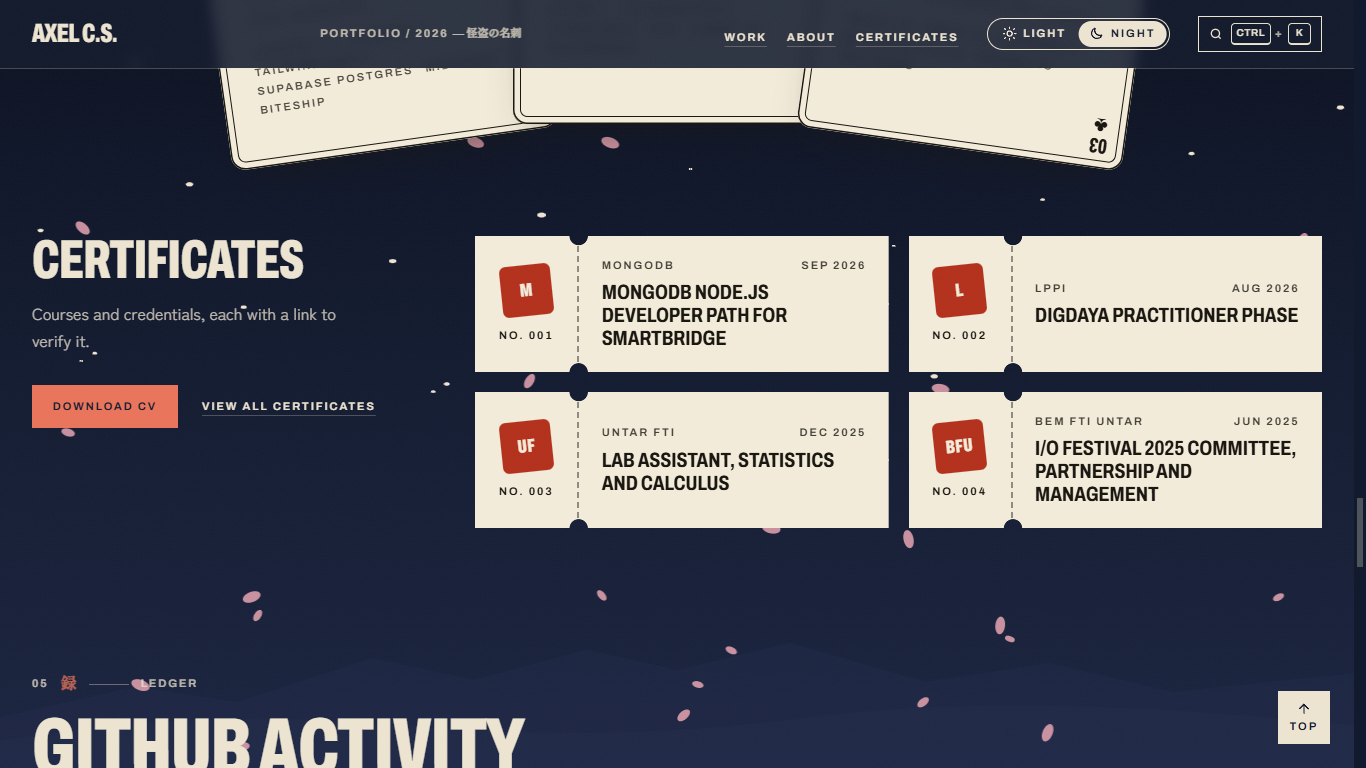 AXEL C.S.
PORTFOLIO / 2026 — 怪盗の名刺
WORK
ABOUT
CERTIFICATES
LIGHT
NIGHT
CTRL + K
SUPABASE POSTGRES
BITESHIP
03
CERTIFICATES
Courses and credentials, each with a link to
verify it.
DOWNLOAD CV
VIEW ALL CERTIFICATES
M
NO. 001
MONGODB
SEP 2026
MONGODB NODE.JS
DEVELOPER PATH FOR
SMARTBRIDGE
L
NO. 002
LPPI
AUG 2026
DIGDAYA PRACTITIONER PHASE
UF
NO. 003
UNTAR FTI
DEC 2025
LAB ASSISTANT, STATISTICS
AND CALCULUS
BFU
NO. 004
BEM FTI UNTAR
JUN 2025
I/O FESTIVAL 2025 COMMITTEE,
PARTNERSHIP AND
MANAGEMENT
05 録 LEDGER
GITHUB ACTIVITY
TOP